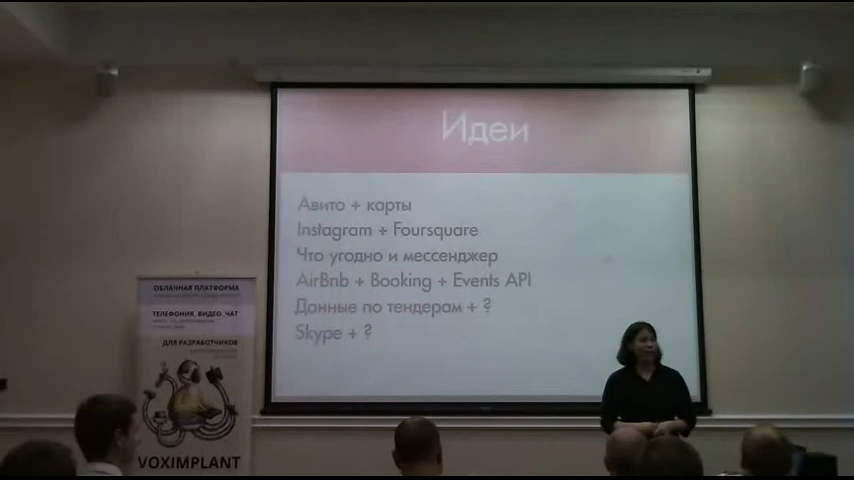 Идеи
Авито + карты
Instagram + Foursquare
Что угодно и мессенджер
AirBnb + Booking + Events API
Данные по тендерам + ?
Skype + ?
ОБЛАЧНАЯ ПЛАТФОРМА
ТЕЛЕФОНИЯ, ВИДЕО, ЧАТ
ДЛЯ РАЗРАБОТЧИКОВ
VOXIMPLANT